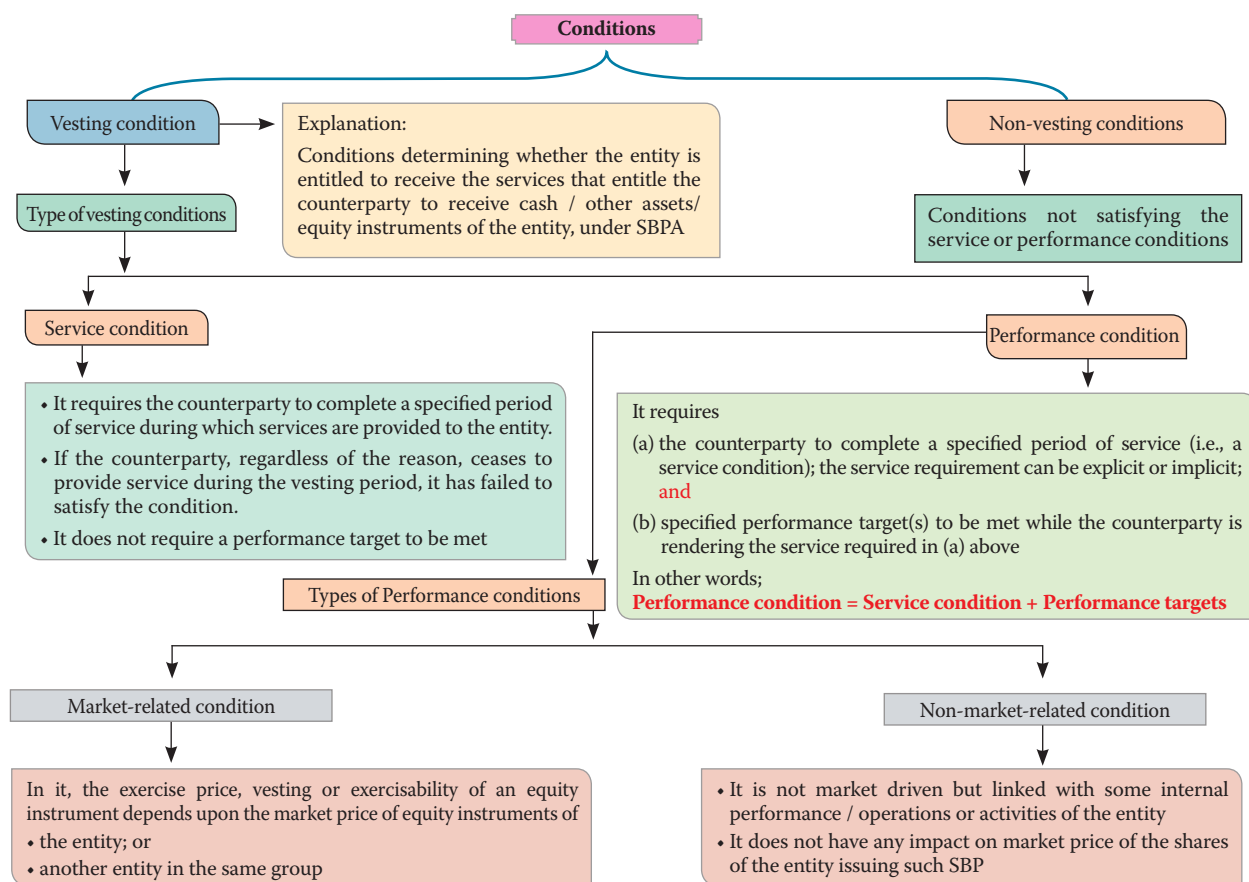 Conditions
Vesting condition
Explanation:
Conditions determining whether the entity is
entitled to receive the services that entitle the
counterparty to receive cash / other assets/
equity instruments of the entity, under SBPA
Non-vesting conditions
Type of vesting conditions
Conditions not satisfying the
service or performance conditions
Service condition
Performance condition
• It requires the counterparty to complete a specified period
of service during which services are provided to the entity.
• If the counterparty, regardless of the reason, ceases to
provide service during the vesting period, it has failed to
satisfy the condition.
• It does not require a performance target to be met
It requires
(a) the counterparty to complete a specified period of service (i.e., a
service condition); the service requirement can be explicit or implicit;
and
(b) specified performance target(s) to be met while the counterparty is
rendering the service required in (a) above
In other words;
Performance condition = Service condition + Performance targets
Types of Performance conditions
Market-related condition
Non-market-related condition
In it, the exercise price, vesting or exercisability of an equity
instrument depends upon the market price of equity instruments of
• the entity; or
• another entity in the same group
• It is not market driven but linked with some internal
performance / operations or activities of the entity
• It does not have any impact on market price of the shares
of the entity issuing such SBP